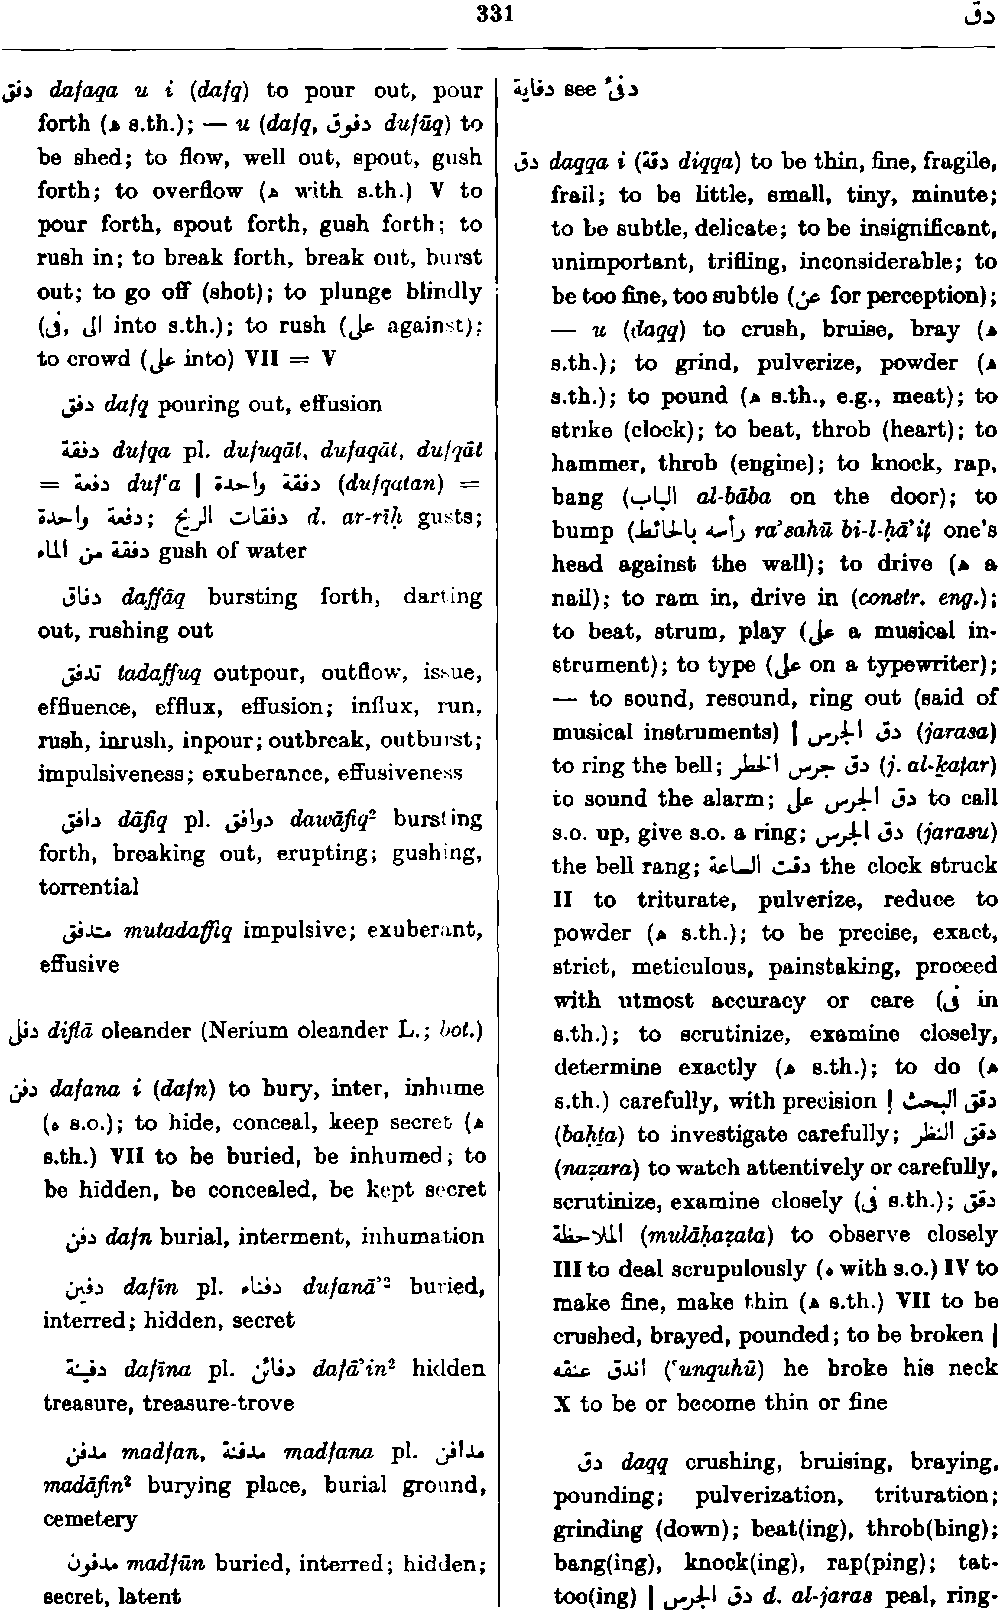 331
دقّ
دفق dafaqa u i (dafq) to pour out, pour
forth (ه s.th.); — u (dafq, دفوق dufūq) to
be shed; to flow, well out, spout, gush
forth; to overflow (ه with s.th.) V to
pour forth, spout forth, gush forth; to
rush in; to break forth, break out, burst
out; to go off (shot); to plunge blindly
(في, الى into s.th.); to rush (على against);
to crowd (على into) VII = V
دفق dafq pouring out, effusion
دفقة dufqa pl. dufuqāt, dufaqāt, dufqāt
= دفعة duf‘a | دفقة واحدة (dufqatan) =
دفعة واحدة; دفقات الريح d. ar-rīḥ gusts;
دفقة من الماء gush of water
دفاق daffāq bursting forth, darting
out, rushing out
تدفق tadaffuq outpour, outflow, issue,
effluence, efflux, effusion; influx, run,
rush, inrush, inpour; outbreak, outburst;
impulsiveness; exuberance, effusiveness
دافق dāfiq pl. دوافق dawāfiq² bursting
forth, breaking out, erupting; gushing,
torrential
متدفق mutadaffiq impulsive; exuberant,
effusive
دفلى diflā oleander (Nerium oleander L.; bot.)
دفن dafana i (dafn) to bury, inter, inhume
(ه s.o.); to hide, conceal, keep secret (ه
s.th.) VII to be buried, be inhumed; to
be hidden, be concealed, be kept secret
دفن dafn burial, interment, inhumation
دفين dafīn pl. دفناء dufanā’² buried,
interred; hidden, secret
دفينة dafīna pl. دفائن dafā’in² hidden
treasure, treasure-trove
مدفن madfan, مدفنة madfana pl. مدافن
madāfin² burying place, burial ground,
cemetery
مدفون madfūn buried, interred; hidden;
secret, latent
دفاية see دفئ
دق daqqa i (دقة diqqa) to be thin, fine, fragile,
frail; to be little, small, tiny, minute;
to be subtle, delicate; to be insignificant,
unimportant, trifling, inconsiderable; to
be too fine, too subtle (عن for perception);
— u (daqq) to crush, bruise, bray (ه
s.th.); to grind, pulverize, powder (ه
s.th.); to pound (ه s.th., e.g., meat); to
strike (clock); to beat, throb (heart); to
hammer, throb (engine); to knock, rap,
bang (الباب al-bāba on the door); to
bump (رأسه بالحائط ra’sahū bi-l-ḥā’iṭ one's
head against the wall); to drive (ه a
nail); to ram in, drive in (constr. eng.);
to beat, strum, play (على a musical in-
strument); to type (على on a typewriter);
— to sound, resound, ring out (said of
musical instruments) | دق الجرس (jarasa)
to ring the bell; دق جرس الخطر (j. al-ḵaṭar)
to sound the alarm; دق الجرس على to call
s.o. up, give s.o. a ring; دق الجرس (jarasu)
the bell rang; دقت الساعة the clock struck
II to triturate, pulverize, reduce to
powder (ه s.th.); to be precise, exact,
strict, meticulous, painstaking, proceed
with utmost accuracy or care (في in
s.th.); to scrutinize, examine closely,
determine exactly (ه s.th.); to do (ه
s.th.) carefully, with precision | دقق البحث
(baḥṯa) to investigate carefully; دقق النظر
(naẓara) to watch attentively or carefully,
scrutinize, examine closely (في s.th.); دقق
الملاحظة (mulāḥaẓata) to observe closely
III to deal scrupulously (ه with s.o.) IV to
make fine, make thin (ه s.th.) VII to be
crushed, brayed, pounded; to be broken |
اندق عنقه (‘unquhū) he broke his neck
X to be or become thin or fine
دق daqq crushing, bruising, braying,
pounding; pulverization, trituration;
grinding (down); beat(ing), throb(bing);
bang(ing), knock(ing), rap(ping); tat-
too(ing) | دق الجرس d. al-jaras peal, ring-